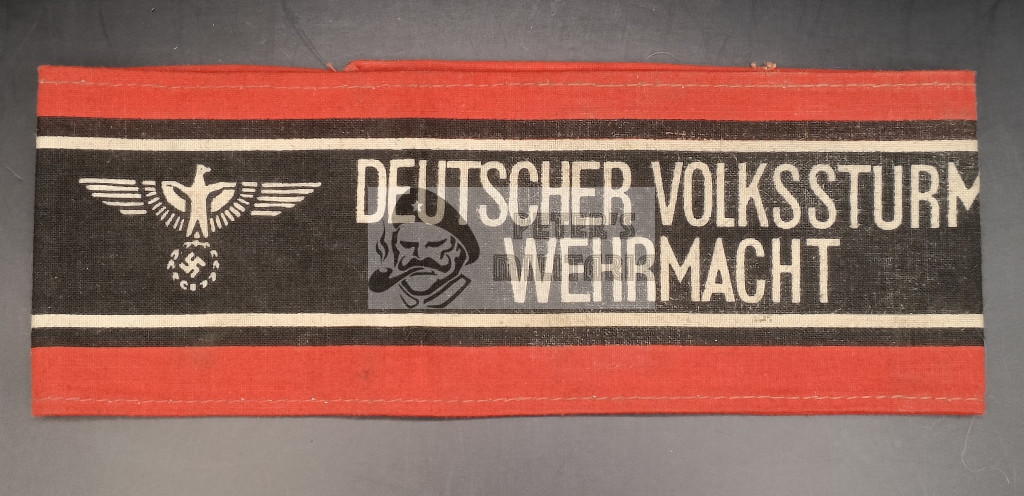 DEUTSCHER VOLKSSTURM
WEHRMACHT
PETER'S